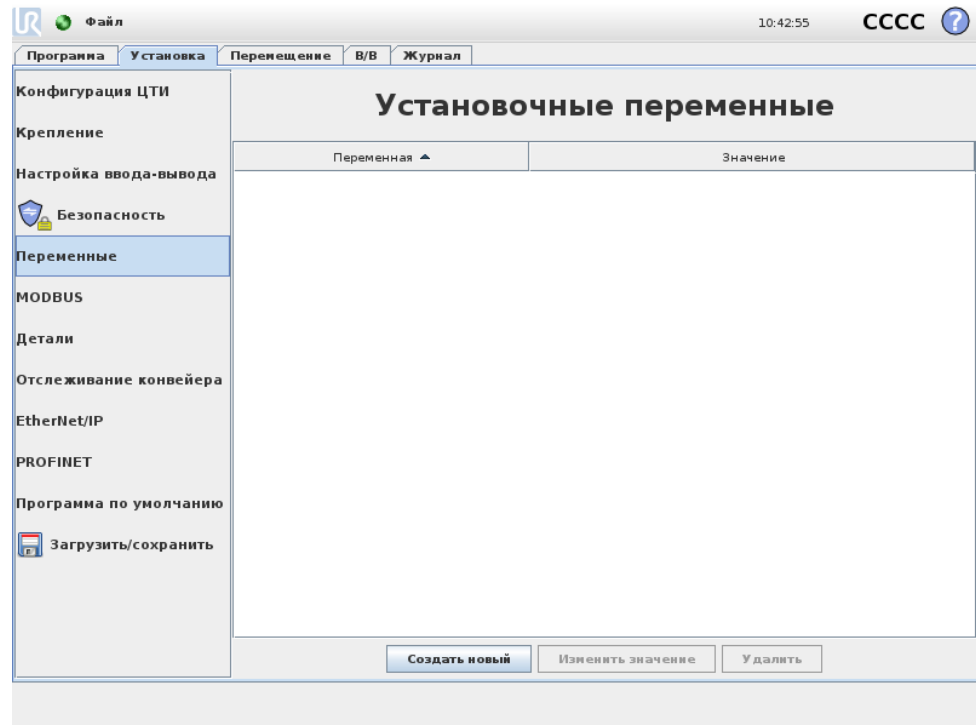 UR Файл 10:42:55 CCCC ?
Программа Установка Перемещение В/В Журнал
Конфигурация ЦТИ
Установочные переменные
Крепление
Переменная Значение
Настройка ввода-вывода
Безопасность
Переменные
MODBUS
Детали
Отслеживание конвейера
EtherNet/IP
PROFINET
Программа по умолчанию
Загрузить/сохранить
Создать новый Изменить значение Удалить